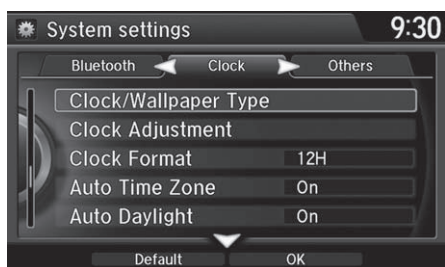 System settings 9:30
Bluetooth Clock Others
Clock/Wallpaper Type
Clock Adjustment
Clock Format 12H
Auto Time Zone On
Auto Daylight On
Default OK